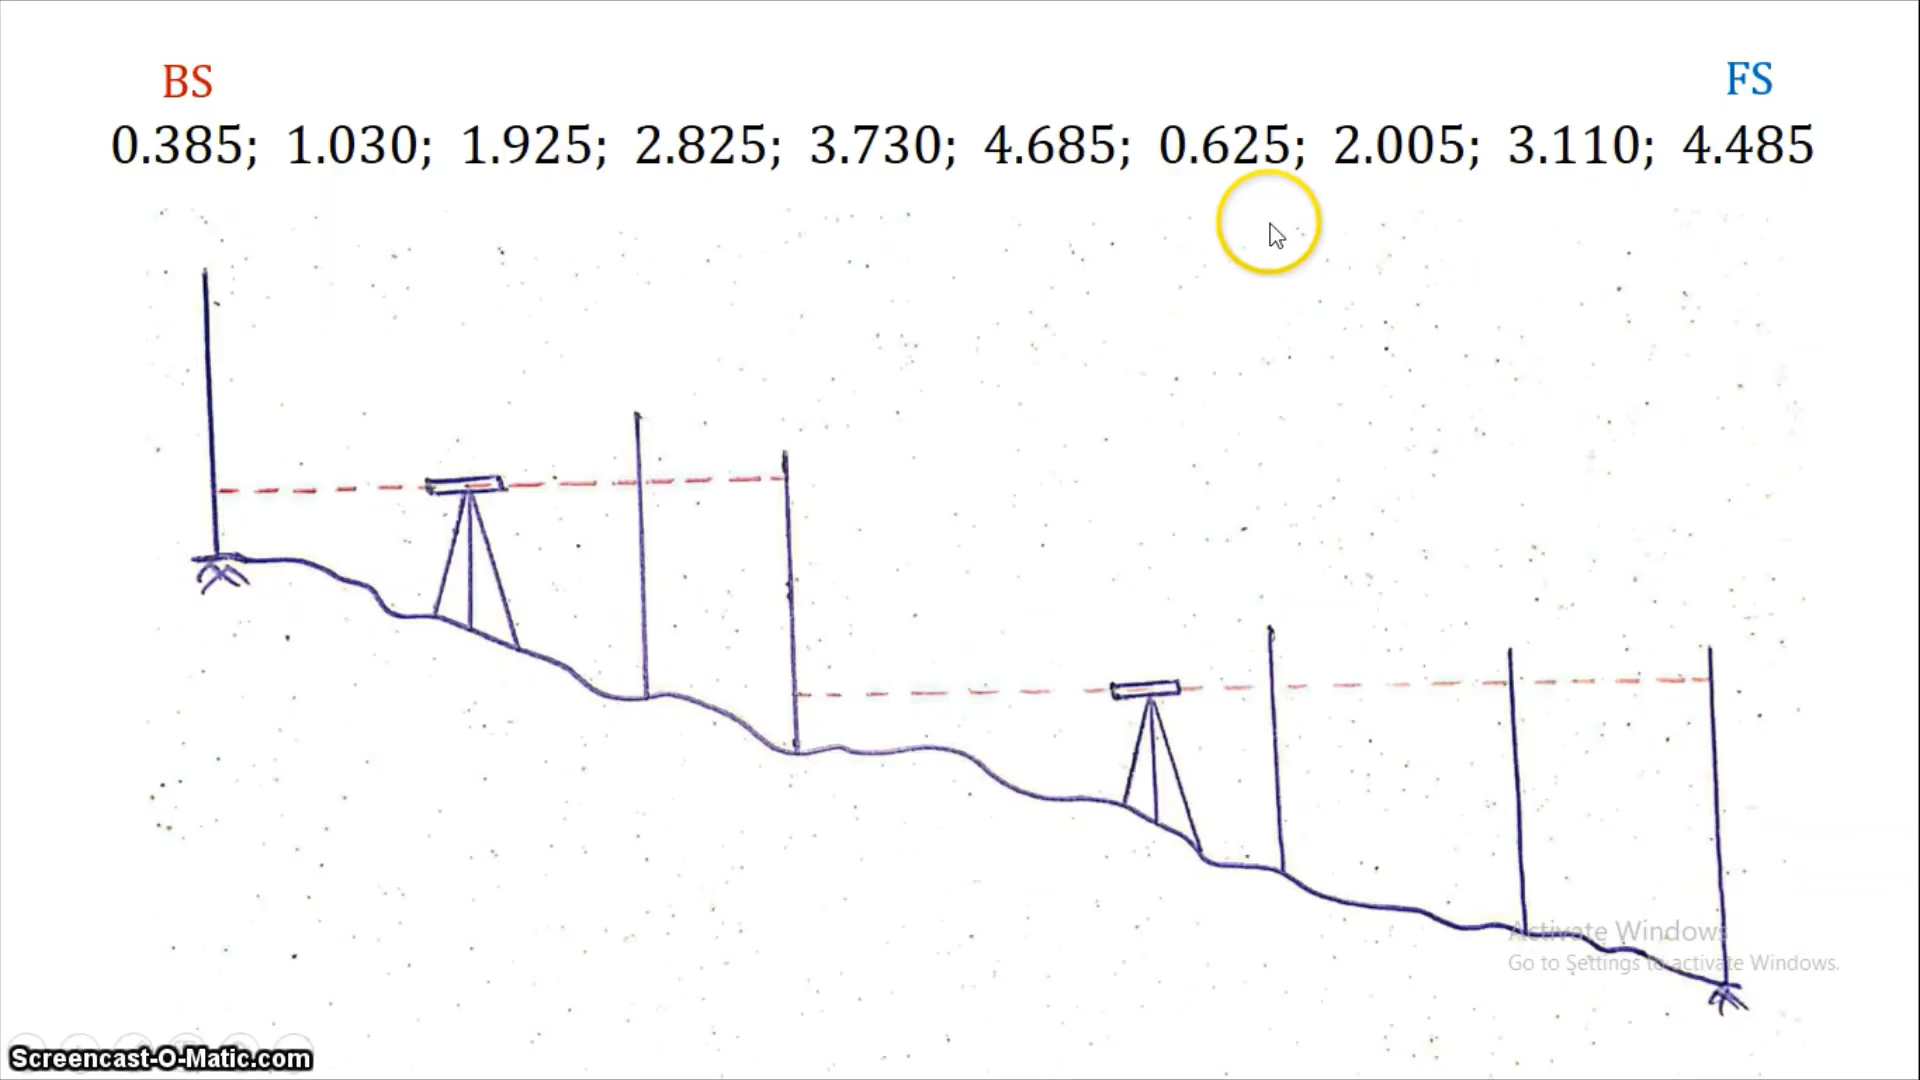 BS FS
0.385; 1.030; 1.925; 2.825; 3.730; 4.685; 0.625; 2.005; 3.110; 4.485
Activate Windows
Go to Settings to activate Windows.
Screencast-O-Matic.com